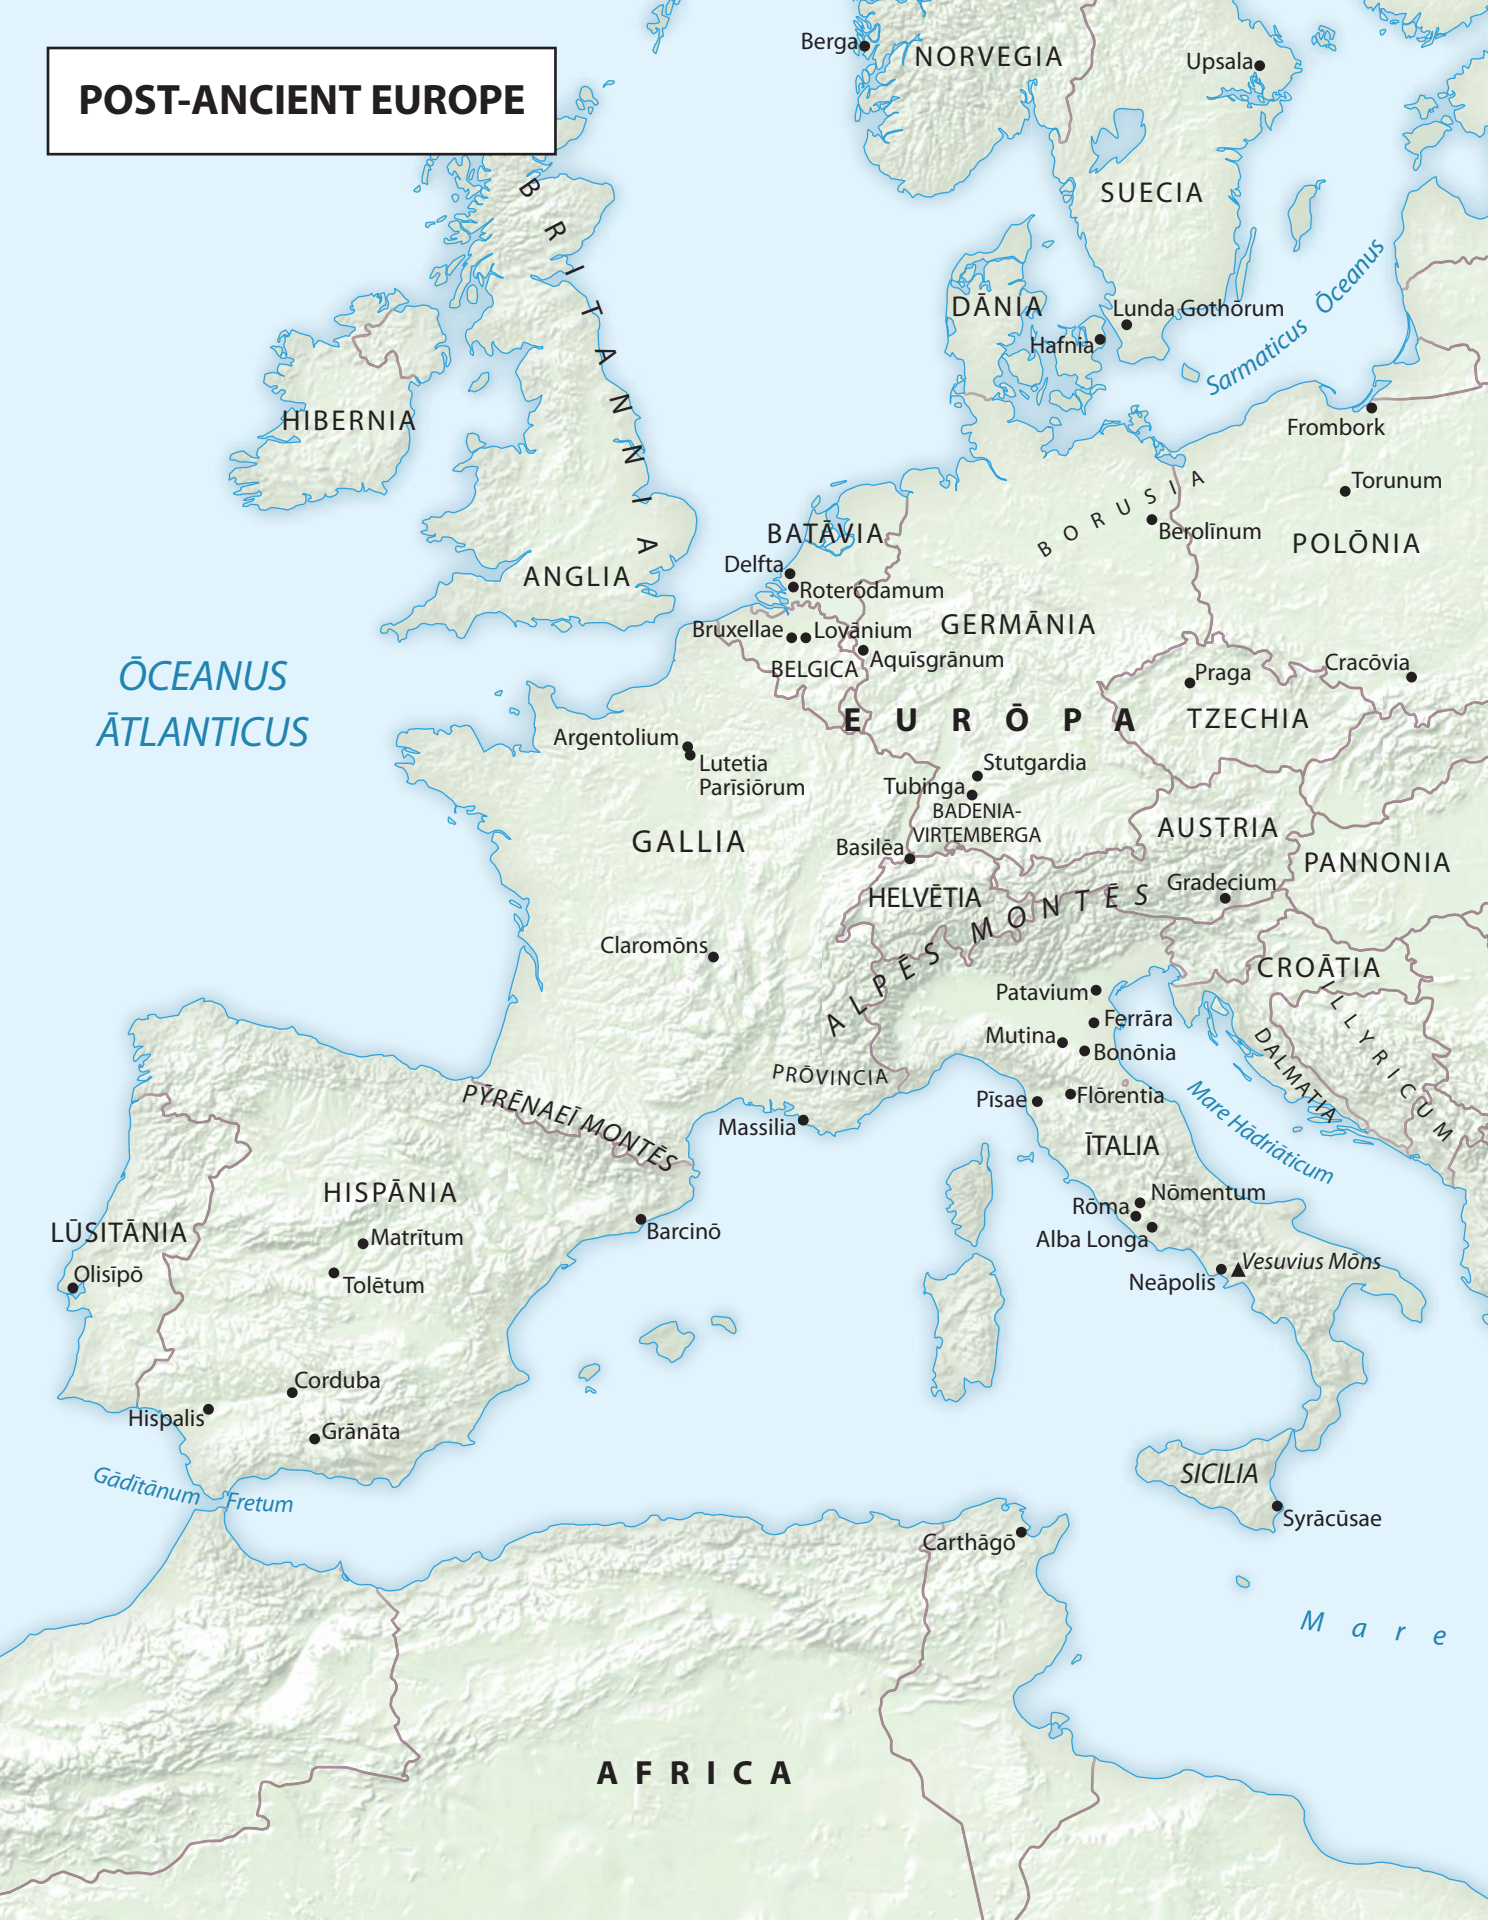 POST-ANCIENT EUROPE
Berga
NORVEGIA
Upsala
SUECIA
BRITANNIA
DĀNIA
Lunda Gothōrum
Hafnia
Sarmaticus Ōceanus
HIBERNIA
Frombork
Torunum
BORUSIA
BATĀVIA
Berolīnum
POLŌNIA
ANGLIA
Delfta
Roterōdamum
GERMĀNIA
Bruxellae
Lovānium
BELGICA
Aquīsgrānum
Praga
Cracōvia
ŌCEANUS
ĀTLANTICUS
EURŌPA
TZECHIA
Argentolium
Lutetia
Parīsiōrum
Stutgardia
Tubinga
BADENIA-
VIRTEMBERGA
GALLIA
Basilēa
AUSTRIA
PANNONIA
HELVĒTIA
Gradecium
ALPĒS MONTĒS
Claromōns
CROĀTIA
Patavium
Ferrāra
Mutina
Bonōnia
ILLYRICUM
DALMATIA
PRŌVINCIA
PȲRĒNAEĪ MONTĒS
Massilia
Pīsae
Flōrentia
Mare Hādriāticum
ĪTALIA
HISPĀNIA
Nōmentum
Rōma
Alba Longa
LŪSITĀNIA
Matrītum
Barcinō
Olisīpō
Tolētum
Vesuvius Mōns
Neāpolis
Corduba
Hispalis
Grānāta
SICILIA
Gādītānum Fretum
Syrācūsae
Carthāgō
Mare
AFRICA